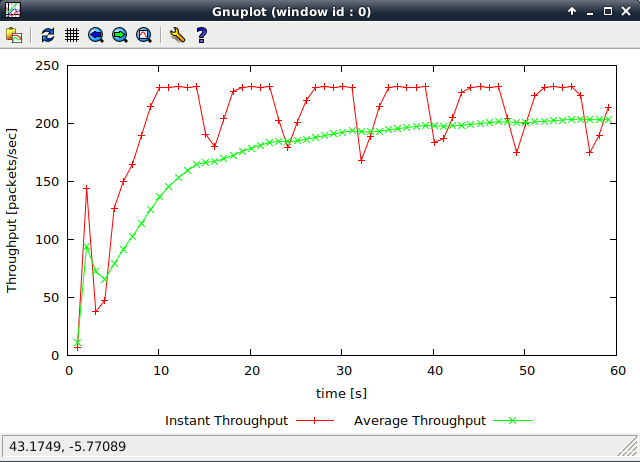 Gnuplot (window id : 0)
250
200
150
100
50
0
Throughput [packets/sec]
0 10 20 30 40 50 60
time [s]
Instant Throughput
Average Throughput
43.1749, -5.77089